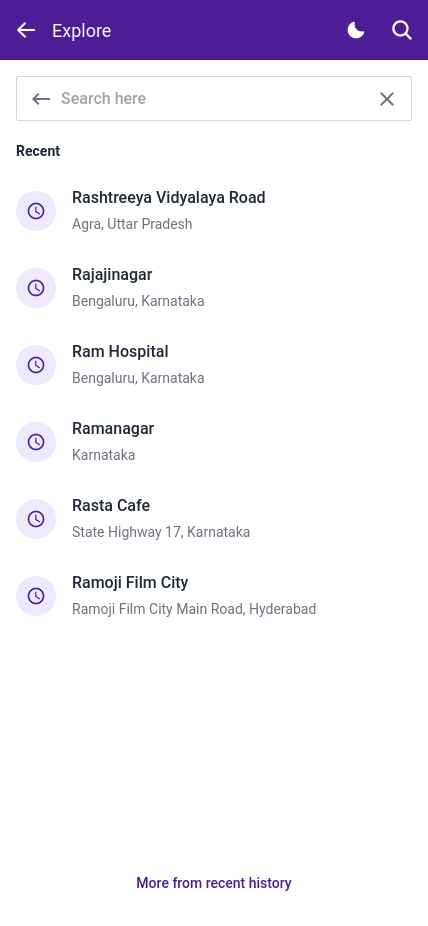 Explore
Search here
Recent
Rashtreeya Vidyalaya Road
Agra, Uttar Pradesh
Rajajinagar
Bengaluru, Karnataka
Ram Hospital
Bengaluru, Karnataka
Ramanagar
Karnataka
Rasta Cafe
State Highway 17, Karnataka
Ramoji Film City
Ramoji Film City Main Road, Hyderabad
More from recent history